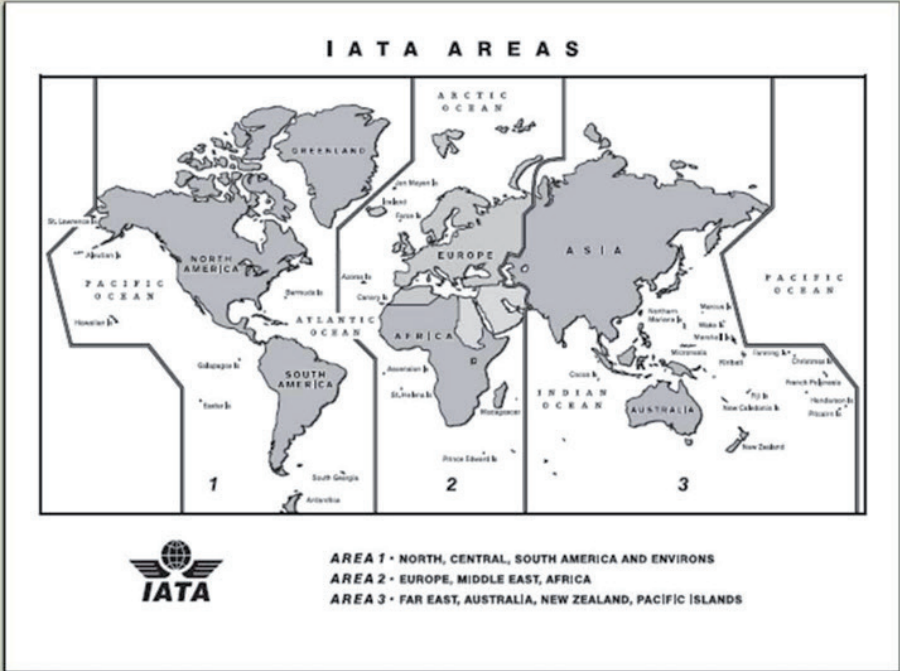 IATA AREAS
ARCTIC
OCEAN
GREENLAND
Jan Mayen Is
Iceland
Faroe Is
St. Lawrence Is
Aleutian Is
NORTH
AMERICA
EUROPE
ASIA
PACIFIC
OCEAN
PACIFIC
OCEAN
Azores Is
Bermuda Is
Canary Is
Hawaiian Is
ATLANTIC
OCEAN
AFRICA
Northern
Mariana Is
Marcus Is
Wake Is
Marshall Is
Micronesia
Kiribati
Fanning Is
Christmas Is
Galapagos Is
SOUTH
AMERICA
Ascension Is
St. Helena Is
Madagascar
Cocos Is
INDIAN
OCEAN
AUSTRALIA
French Polynesia
Fiji Is
Henderson Is
New Caledonia Is
Pitcairn Is
Easter Is
New Zealand
Prince Edward Is
South Georgia
Antarctica
1
2
3
IATA
AREA 1 • NORTH, CENTRAL, SOUTH AMERICA AND ENVIRONS
AREA 2 • EUROPE, MIDDLE EAST, AFRICA
AREA 3 • FAR EAST, AUSTRALIA, NEW ZEALAND, PACIFIC ISLANDS